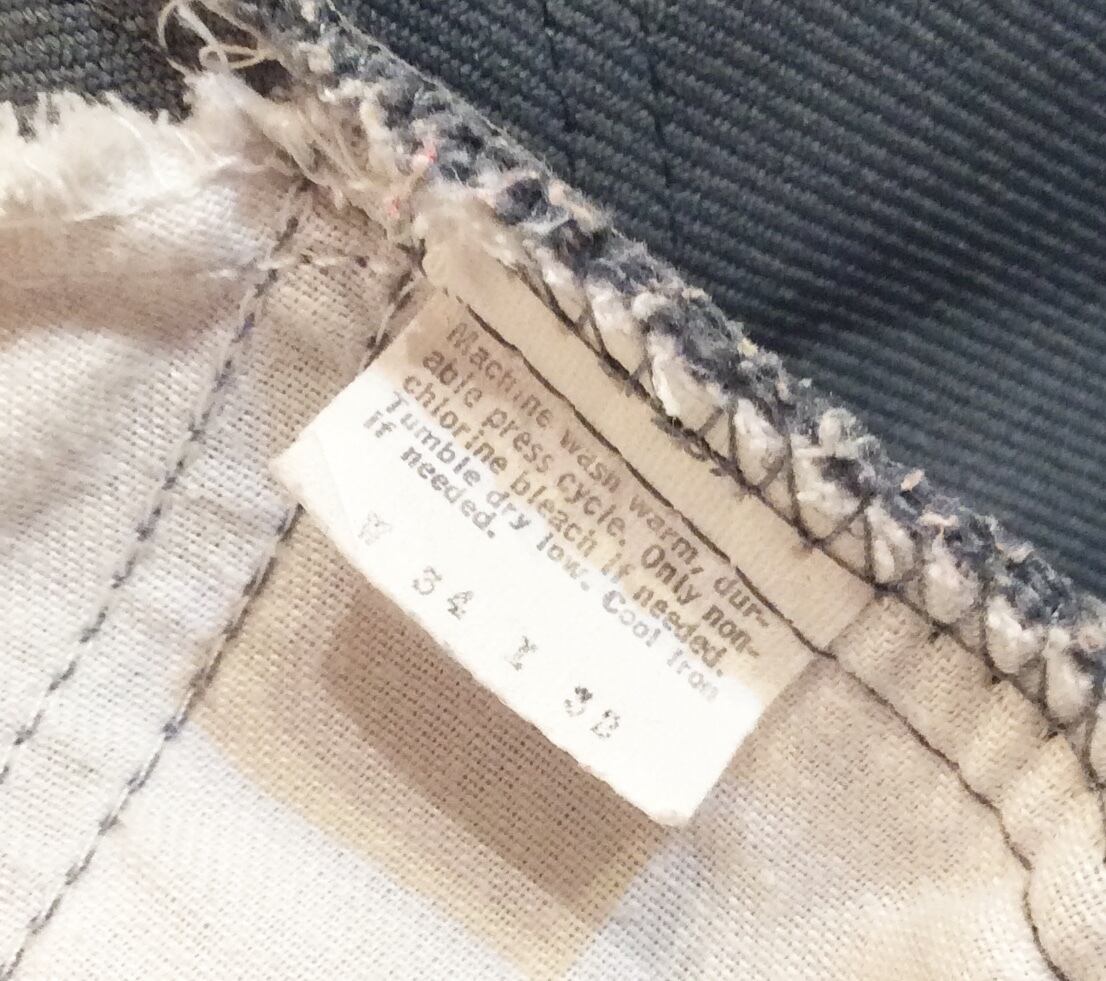 Machine wash warm, dur-
able press cycle. Only non-
chlorine bleach if needed.
Tumble dry low. Cool Iron
If needed.
W 34 I 32